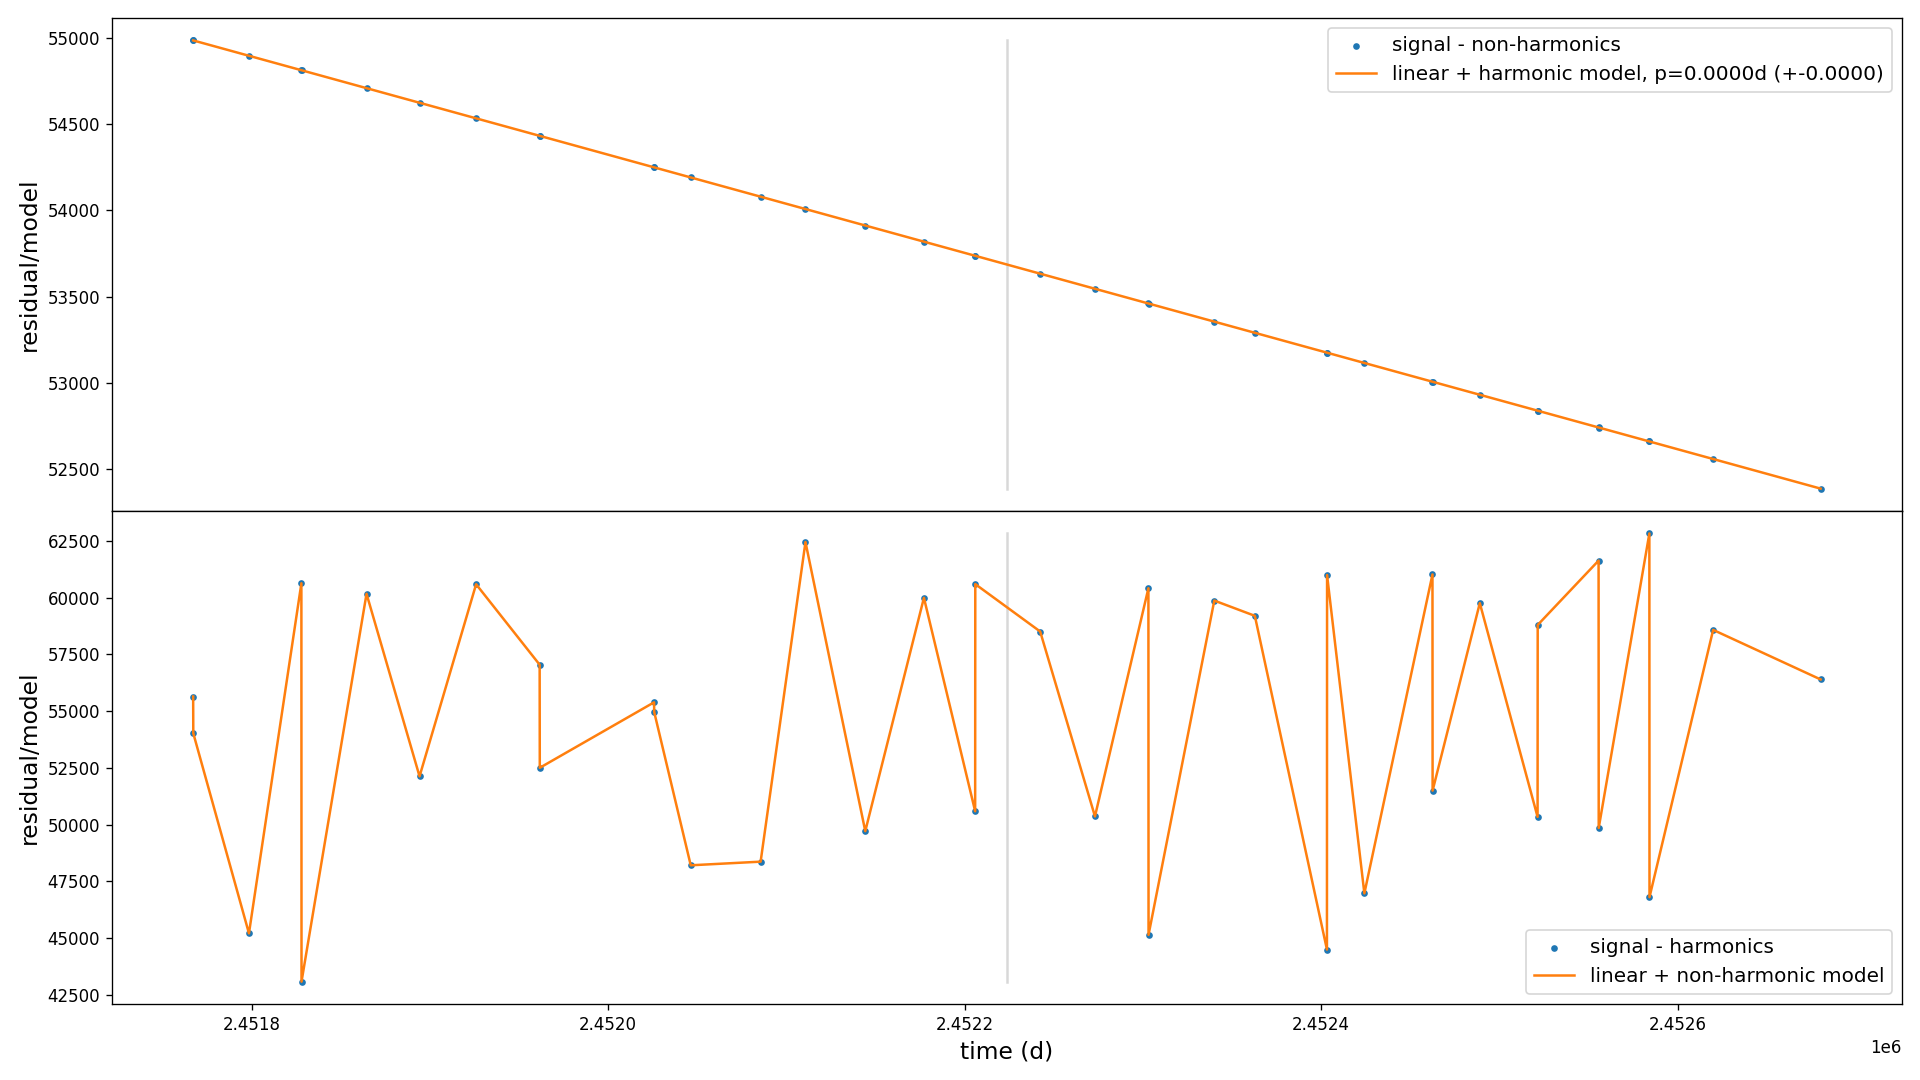 55000
54500
54000
53500
53000
52500
residual/model
signal - non-harmonics
linear + harmonic model, p=0.0000d (+-0.0000)
62500
60000
57500
55000
52500
50000
47500
45000
42500
residual/model
signal - harmonics
linear + non-harmonic model
2.4518 2.4520 2.4522 2.4524 2.4526
1e6
time (d)